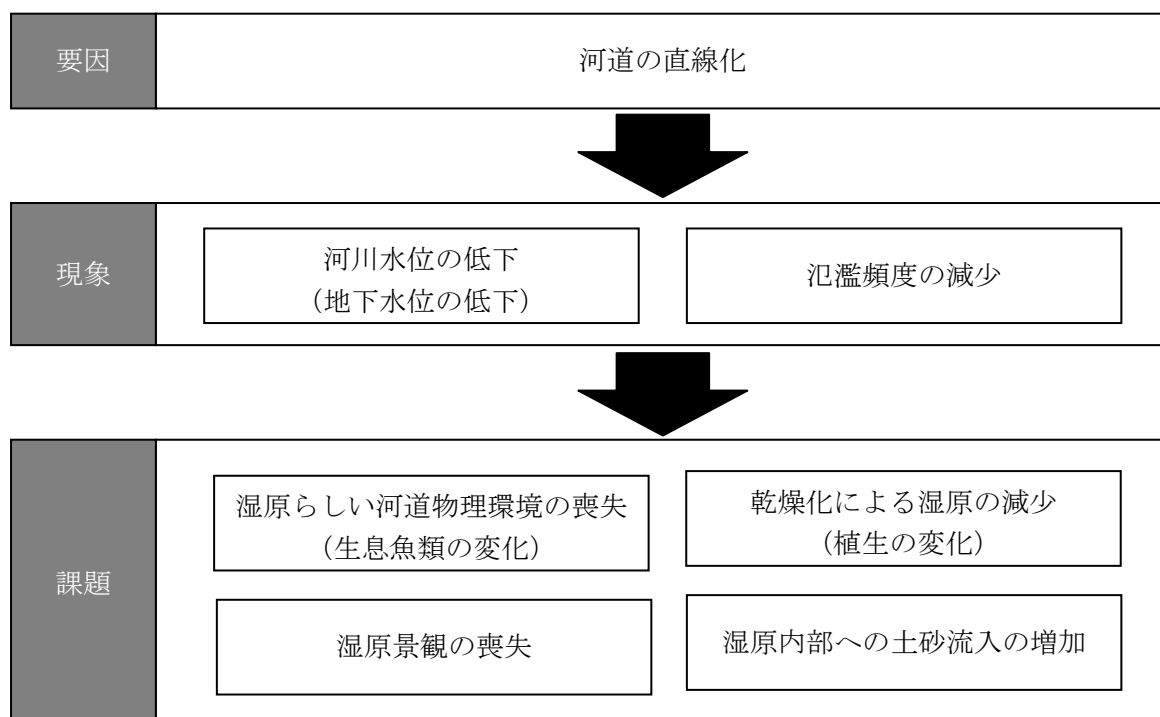 要因
河道の直線化
現象
河川水位の低下
（地下水位の低下）
氾濫頻度の減少
課題
湿原らしい河道物理環境の喪失
（生息魚類の変化）
乾燥化による湿原の減少
（植生の変化）
湿原景観の喪失
湿原内部への土砂流入の増加